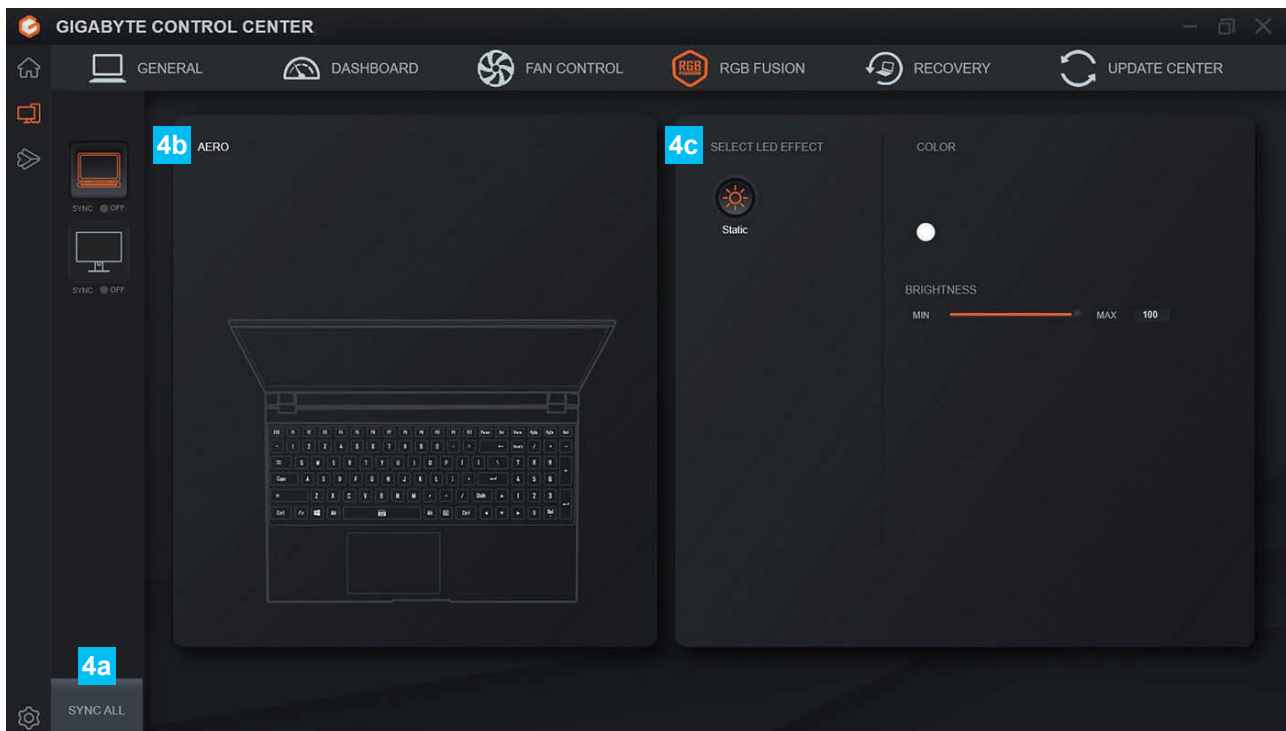 GIGABYTE CONTROL CENTER
GENERAL
DASHBOARD
FAN CONTROL
RGB FUSION
RGB FUSION
RECOVERY
UPDATE CENTER
4b
AERO
SYNC OFF
SYNC OFF
4c
SELECT LED EFFECT
Static
COLOR
BRIGHTNESS
MIN
MAX
100
4a
SYNC ALL